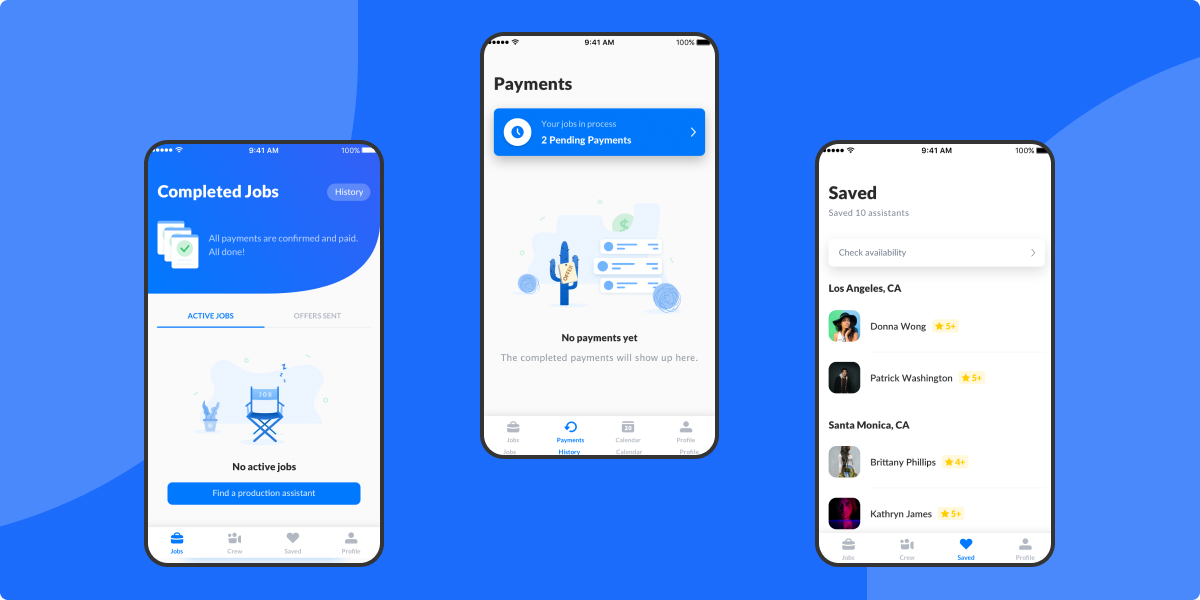 9:41 AM 100%
Completed Jobs
History
All payments are confirmed and paid.
All done!
ACTIVE JOBS OFFERS SENT
JOB
No active jobs
Find a production assistant
Jobs Crew Saved Profile
9:41 AM 100%
Payments
Your jobs in process
2 Pending Payments
$
OFFER
No payments yet
The completed payments will show up here.
Jobs Payments Calendar Profile
Jobs History Calendar Profile
9:41 AM 100%
Saved
Saved 10 assistants
Check availability
Los Angeles, CA
Donna Wong 5+
Patrick Washington 5+
Santa Monica, CA
Brittany Phillips 4+
Kathryn James 5+
Jobs Crew Saved Profile